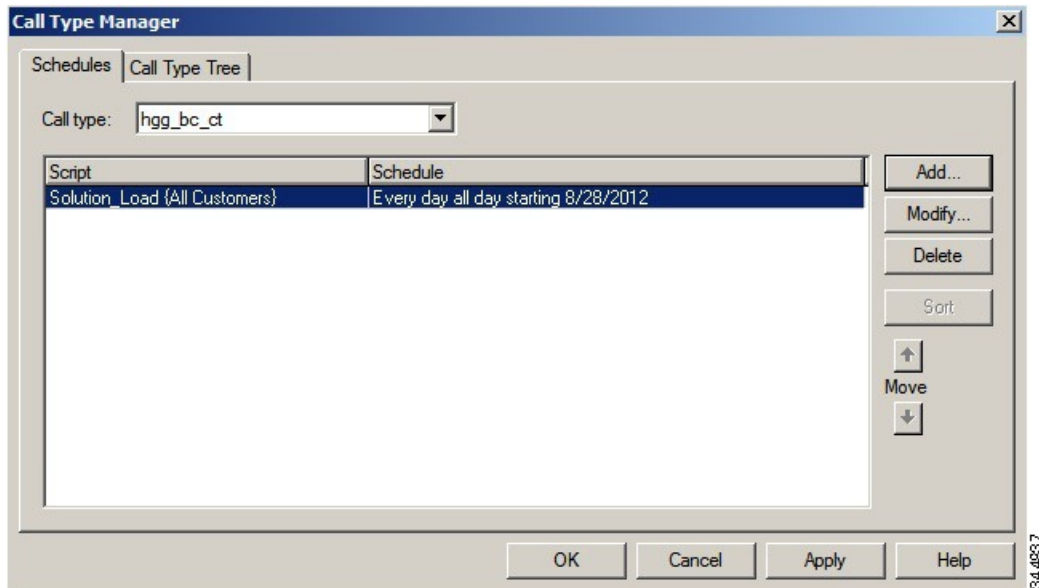 Call Type Manager
Schedules
Call Type Tree
Call type:
hgg_bc_ct
Script
Schedule
Solution_Load {All Customers}
Every day all day starting 8/28/2012
Add...
Modify...
Delete
Sort
Move
OK
Cancel
Apply
Help
344937